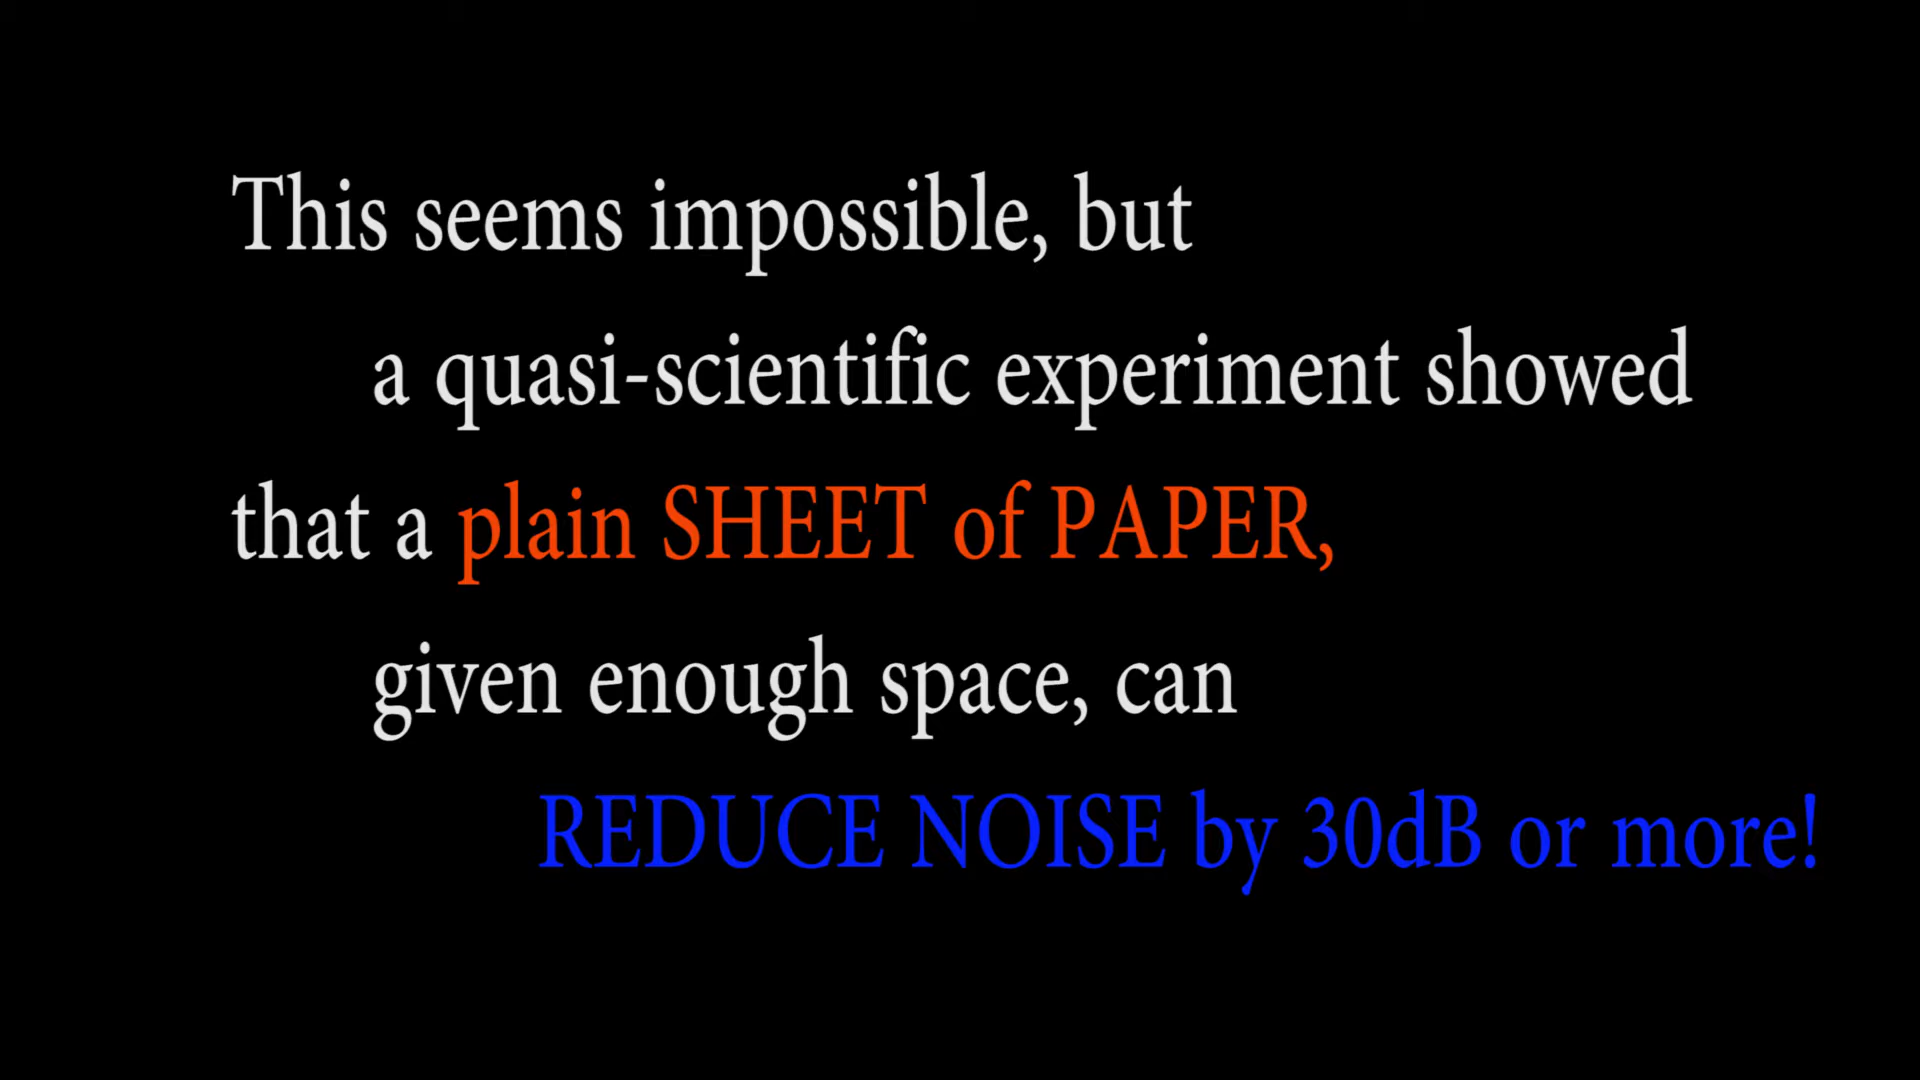 This seems impossible, but
a quasi-scientific experiment showed
that a plain SHEET of PAPER,
given enough space, can
REDUCE NOISE by 30dB or more!